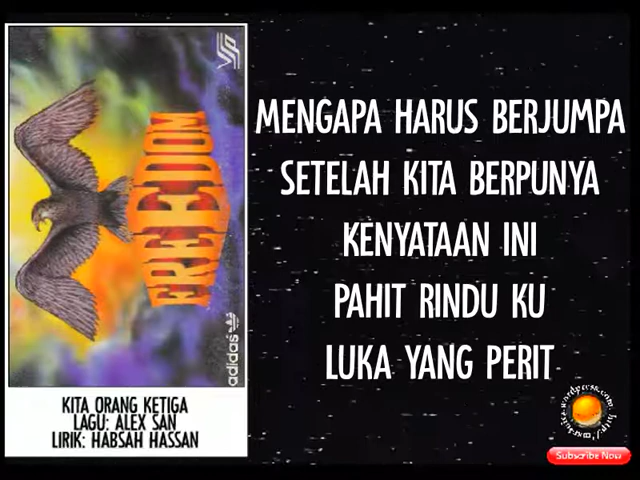 FREEDOM
adidas
KITA ORANG KETIGA
LAGU: ALEX SAN
LIRIK: HABSAH HASSAN
MENGAPA HARUS BERJUMPA
SETELAH KITA BERPUNYA
KENYATAAN INI
PAHIT RINDU KU
LUKA YANG PERIT
Subscribe Now